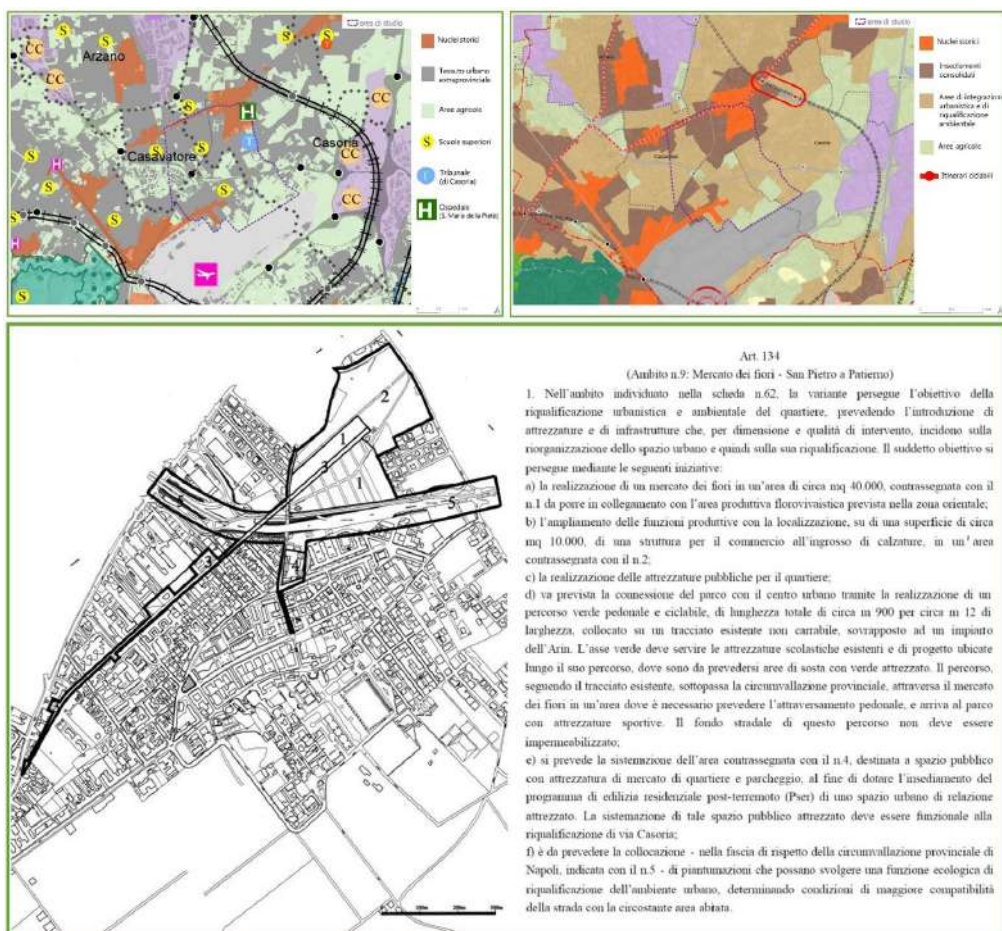 area di studio
Nuclei storici
Tessuto urbano
sovraprovinciale
Aree agricole
Scuole superiori
Tribunale
(di Casoria)
Ospedale
(S. Maria della Pietà)
Arzano
Casavatore
Casoria
CC
CC
CC
CC
CC
S
S
S
S
S
S
S
S
S
S
S
H
H
H
T
area di studio
Nuclei storici
Insediamenti
consolidati
Aree di integrazione
urbanistica e di
riqualificazione
ambientale
Aree agricole
Itinerari ciclabili
2
1
3
1
5
3
4
Art. 134
(Ambito n.9: Mercato dei fiori - San Pietro a Patierno)
1. Nell'ambito individuato nella scheda n.62, la variante persegue l'obiettivo della
riqualificazione urbanistica e ambientale del quartiere, prevedendo l'introduzione di
attrezzature e di infrastrutture che, per dimensione e qualità di intervento, incidono sulla
riorganizzazione dello spazio urbano e quindi sulla sua riqualificazione. Il suddetto obiettivo si
persegue mediante le seguenti iniziative:
a) la realizzazione di un mercato dei fiori in un'area di circa mq 40.000, contrassegnata con il
n.1 da porre in collegamento con l'area produttiva florovivaistica prevista nella zona orientale;
b) l'ampliamento delle funzioni produttive con la localizzazione, su di una superficie di circa
mq 10.000, di una struttura per il commercio all'ingrosso di calzature, in un'area
contrassegnata con il n.2;
c) la realizzazione delle attrezzature pubbliche per il quartiere;
d) va prevista la connessione del parco con il centro urbano tramite la realizzazione di un
percorso verde pedonale e ciclabile, di lunghezza totale di circa m 900 per circa m 12 di
larghezza, collocato su un tracciato esistente non carrabile, sovrapposto ad un impianto
dell'Arin. L'asse verde deve servire le attrezzature scolastiche esistenti e di progetto ubicate
lungo il suo percorso, dove sono da prevedersi aree di sosta con verde attrezzato. Il percorso,
seguendo il tracciato esistente, sottopassa la circumvallazione provinciale, attraversa il mercato
dei fiori in un'area dove è necessario prevedere l'attraversamento pedonale, e arriva al parco
con attrezzature sportive. Il fondo stradale di questo percorso non deve essere
impermeabilizzato;
e) si prevede la sistemazione dell'area contrassegnata con il n.4, destinata a spazio pubblico
con attrezzatura di mercato di quartiere e parcheggio, al fine di dotare l'insediamento del
programma di edilizia residenziale post-terremoto (Pser) di uno spazio urbano di relazione
attrezzato. La sistemazione di tale spazio pubblico attrezzato deve essere funzionale alla
riqualificazione di via Casoria;
f) è da prevedere la collocazione - nella fascia di rispetto della circumvallazione provinciale di
Napoli, indicata con il n.5 - di piantumazioni che possano svolgere una funzione ecologica di
riqualificazione dell'ambiente urbano, determinando condizioni di maggiore compatibilità
della strada con la circostante area abitata.